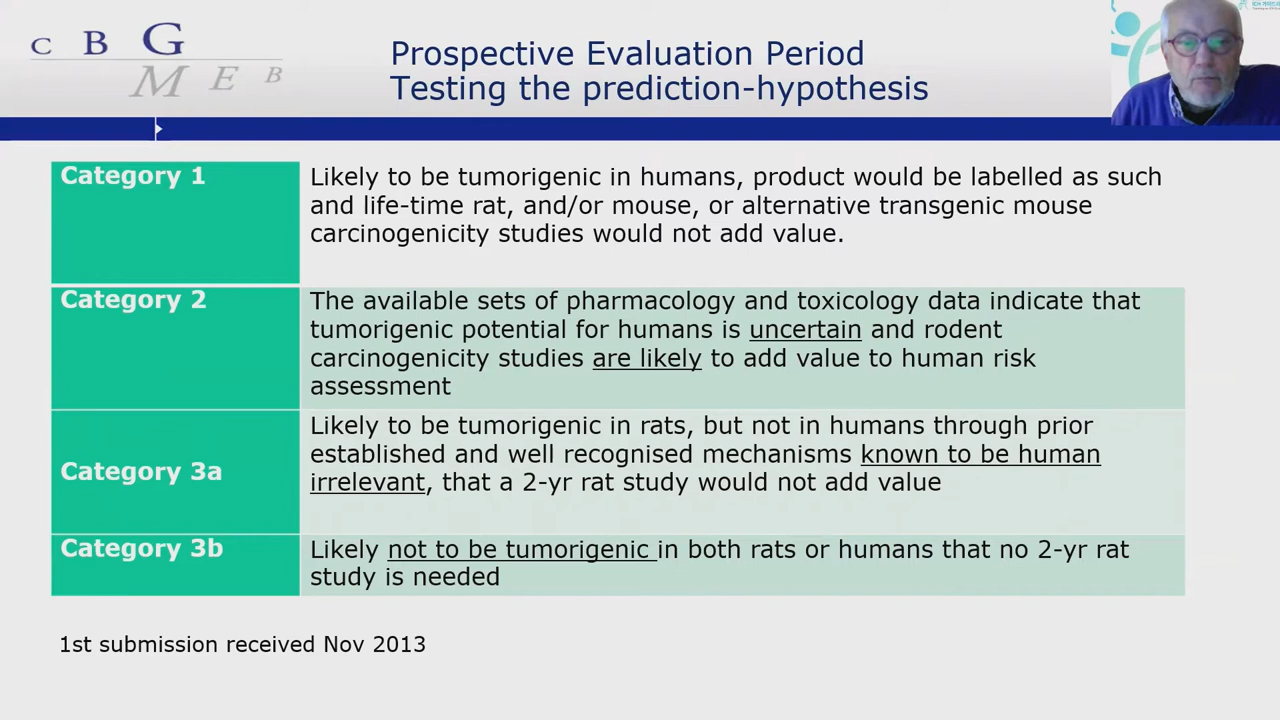 C B G
M E B
Prospective Evaluation Period
Testing the prediction-hypothesis
Category 1
Likely to be tumorigenic in humans, product would be labelled as such
and life-time rat, and/or mouse, or alternative transgenic mouse
carcinogenicity studies would not add value.
Category 2
The available sets of pharmacology and toxicology data indicate that
tumorigenic potential for humans is uncertain and rodent
carcinogenicity studies are likely to add value to human risk
assessment
Category 3a
Likely to be tumorigenic in rats, but not in humans through prior
established and well recognised mechanisms known to be human
irrelevant, that a 2-yr rat study would not add value
Category 3b
Likely not to be tumorigenic in both rats or humans that no 2-yr rat
study is needed
1st submission received Nov 2013